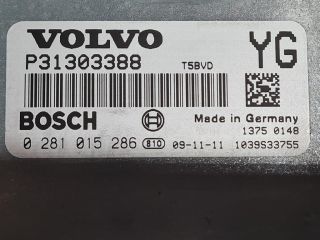 VOLVO YG
P31303388 T5BVD
BOSCH Made in Germany
1375 0148
0 281 015 286 810 09-11-11 1039S33755